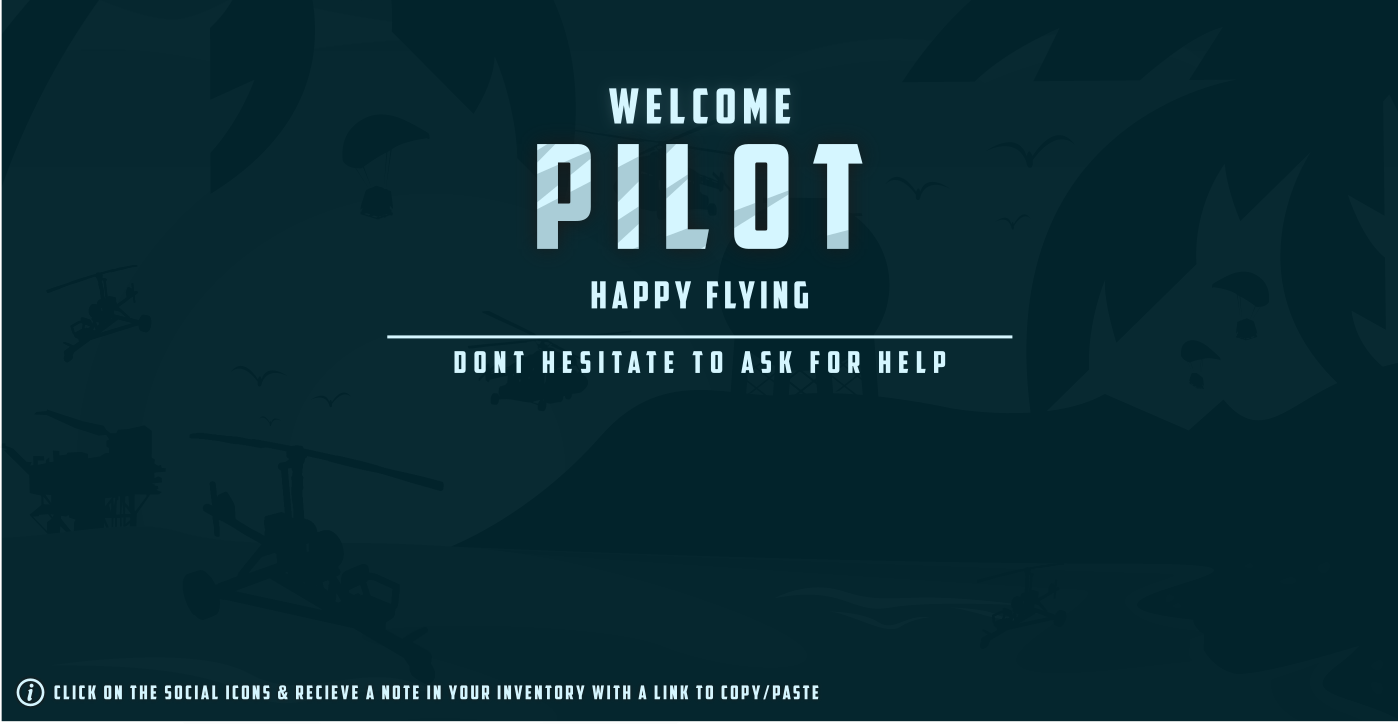 WELCOME
PILOT
HAPPY FLYING
DONT HESITATE TO ASK FOR HELP
i CLICK ON THE SOCIAL ICONS & RECIEVE A NOTE IN YOUR INVENTORY WITH A LINK TO COPY/PASTE